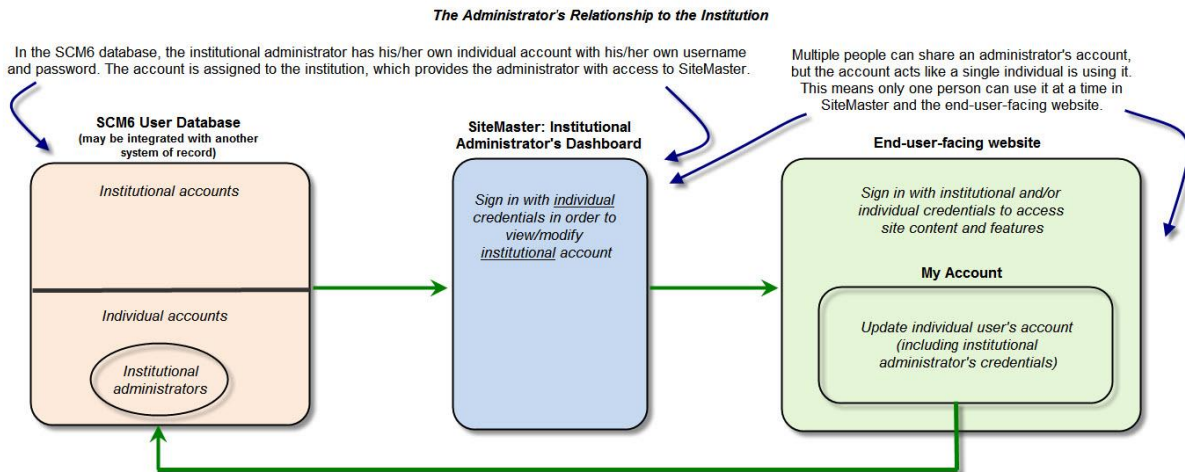 The Administrator's Relationship to the Institution
In the SCM6 database, the institutional administrator has his/her own individual account with his/her own username
and password. The account is assigned to the institution, which provides the administrator with access to SiteMaster.
Multiple people can share an administrator's account,
but the account acts like a single individual is using it.
This means only one person can use it at a time in
SiteMaster and the end-user-facing website.
SCM6 User Database
(may be integrated with another
system of record)
Institutional accounts
Individual accounts
Institutional
administrators
SiteMaster: Institutional
Administrator's Dashboard
Sign in with individual
credentials in order to
view/modify
institutional account
End-user-facing website
Sign in with institutional and/or
individual credentials to access
site content and features
My Account
Update individual user's account
(including institutional
administrator's credentials)